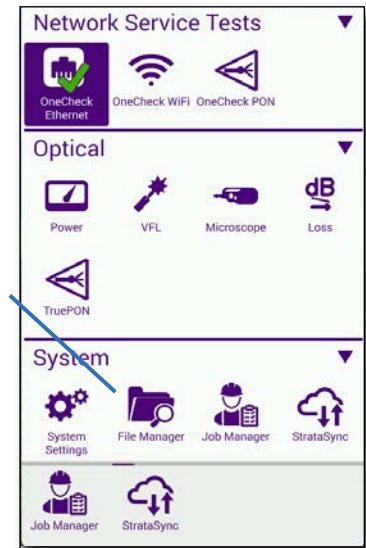 Network Service Tests
OneCheck Ethernet
OneCheck WiFi
OneCheck PON
Optical
Power
VFL
Microscope
dB
Loss
TruePON
System
System Settings
File Manager
Job Manager
StrataSync
Job Manager
StrataSync